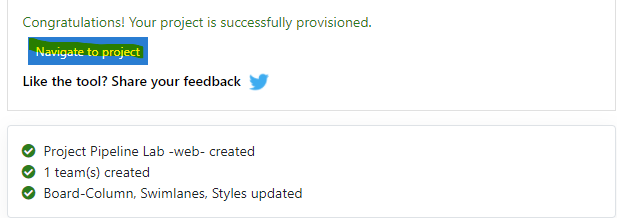 Congratulations! Your project is successfully provisioned.
Navigate to project
Like the tool? Share your feedback
Project Pipeline Lab -web- created
1 team(s) created
Board-Column, Swimlanes, Styles updated